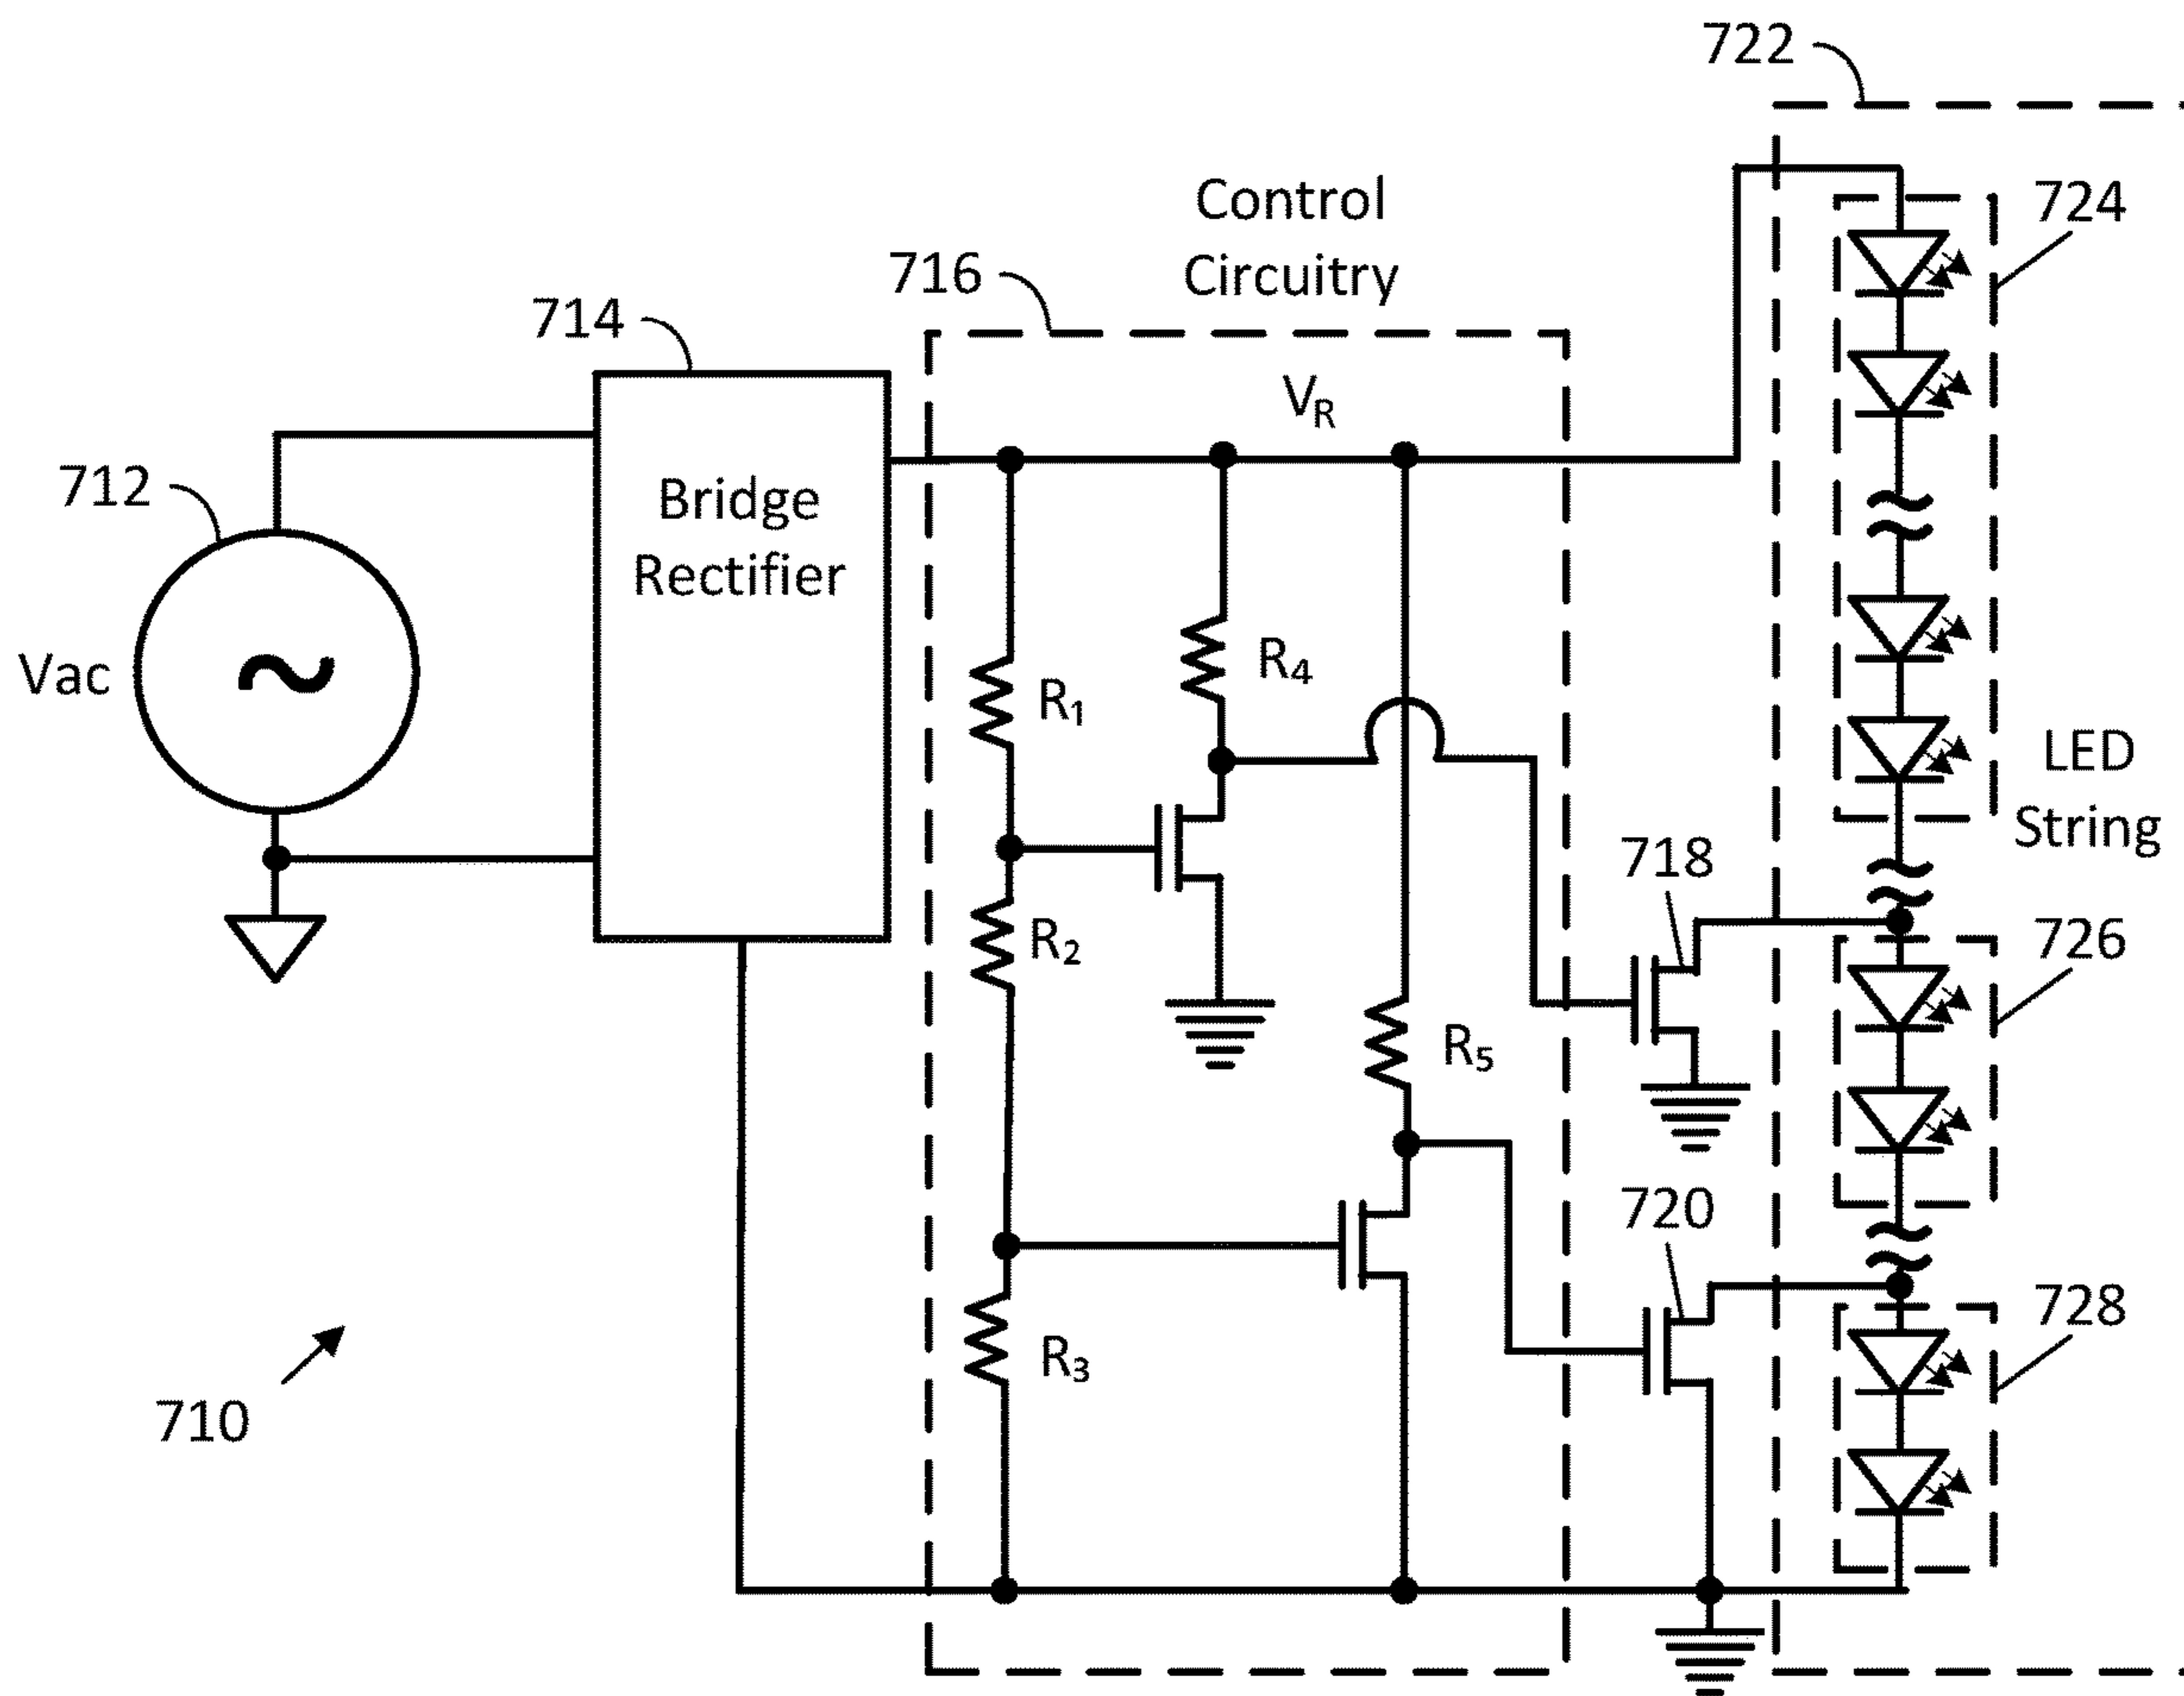 722
724
Control
Circuitry
716
714
V_R
712
Bridge
Rectifier
Vac
R₁
R₄
LED
String
718
R₂
726
R₅
720
728
R₃
710